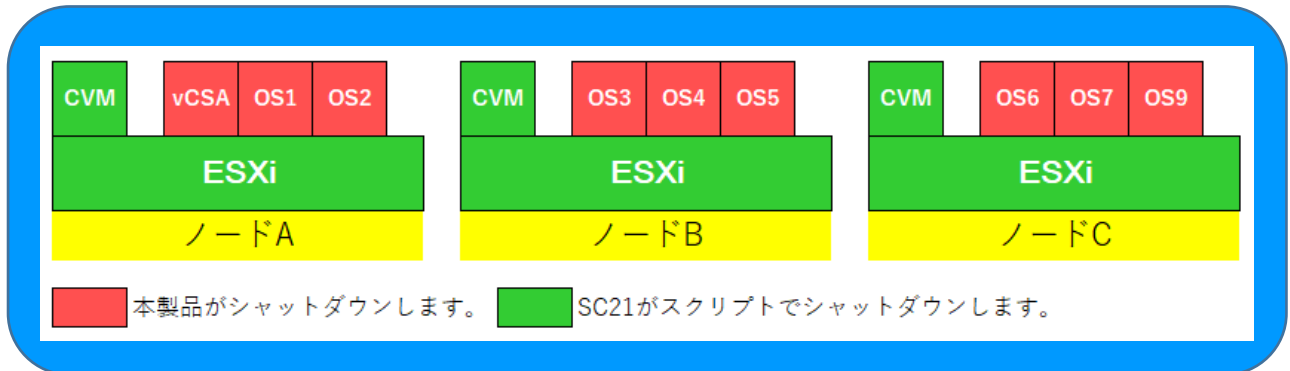 CVM vCSA OS1 OS2 CVM OS3 OS4 OS5 CVM OS6 OS7 OS9
ESXi ESXi ESXi
ノードA ノードB ノードC
本製品がシャットダウンします。 SC21がスクリプトでシャットダウンします。